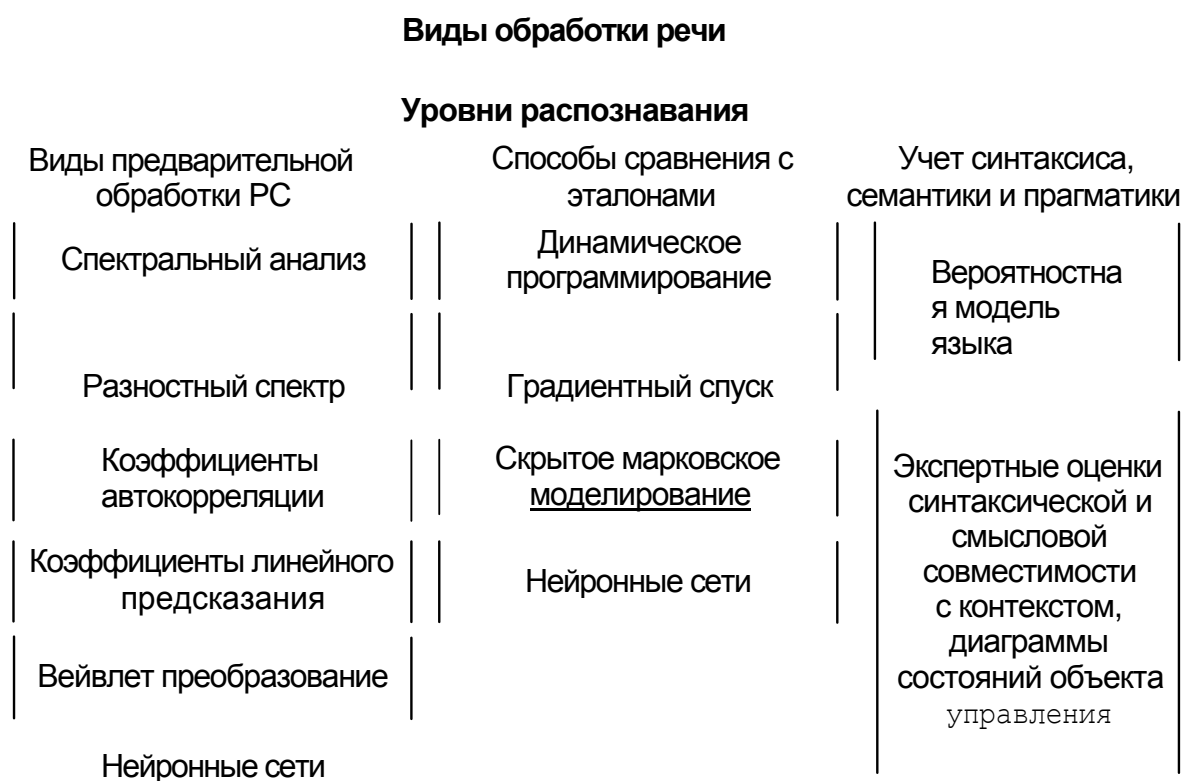 Виды обработки речи
Уровни распознавания
Виды предварительной
обработки РС
Спектральный анализ
Разностный спектр
Коэффициенты
автокорреляции
Коэффициенты линейного
предсказания
Вейвлет преобразование
Нейронные сети
Способы сравнения с
эталонами
Динамическое
программирование
Градиентный спуск
Скрытое марковское
моделирование
Нейронные сети
Учет синтаксиса,
семантики и прагматики
Вероятностна
я модель
языка
Экспертные оценки
синтаксической и
смысловой
совместимости
с контекстом,
диаграммы
состояний объекта
управления